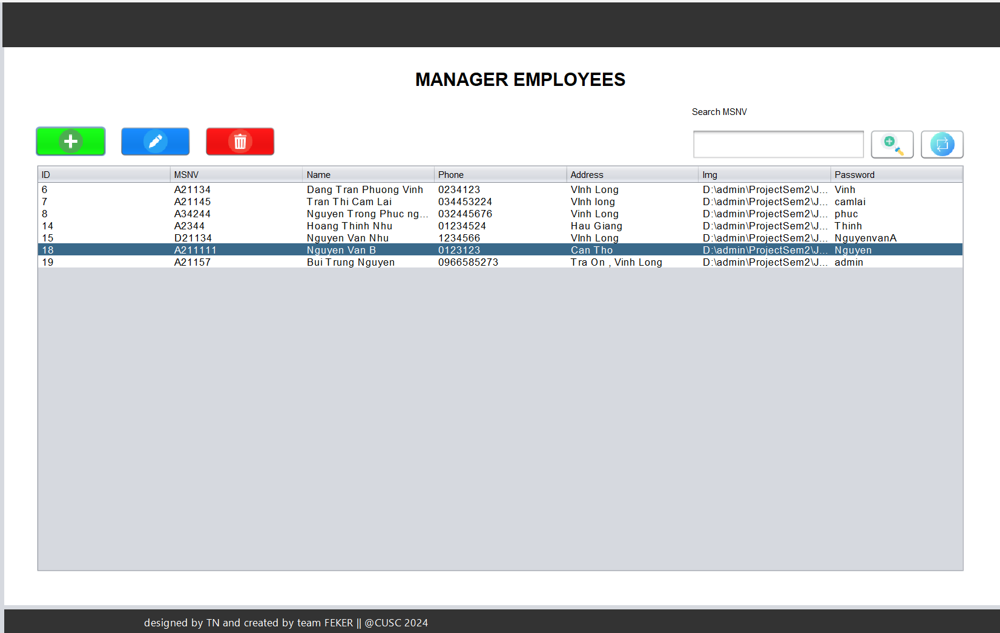 MANAGER EMPLOYEES
Search MSNV
ID MSNV Name Phone Address Img Password
6 A21134 Dang Tran Phuong Vinh 0234123 VInh Long D:\admin\ProjectSem2\J... Vinh
7 A21145 Tran Thi Cam Lai 034453224 VInh long D:\admin\ProjectSem2\J... camlai
8 A34244 Nguyen Trong Phuc ng... 032445676 Vinh Long D:\admin\ProjectSem2\J... phuc
14 A2344 Hoang Thinh Nhu 01234524 Hau Giang D:\admin\ProjectSem2\J... Thinh
15 D21134 Nguyen Van Nhu 1234566 VInh Long D:\admin\ProjectSem2\J... NguyenvanA
18 A211111 Nguyen Van B 0123123 Can Tho D:\admin\ProjectSem2\J... Nguyen
19 A21157 Bui Trung Nguyen 0966585273 Tra On , Vinh Long D:\admin\ProjectSem2\J... admin
designed by TN and created by team FEKER || @CUSC 2024